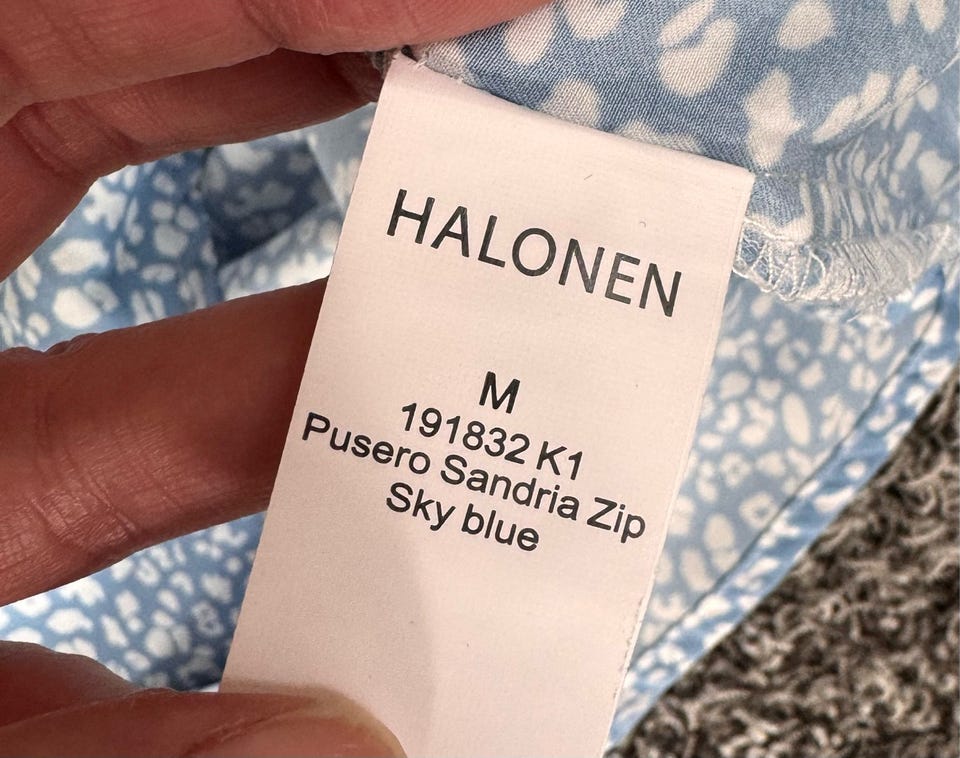 HALONEN
M
191832 K1
Pusero Sandria Zip
Sky blue